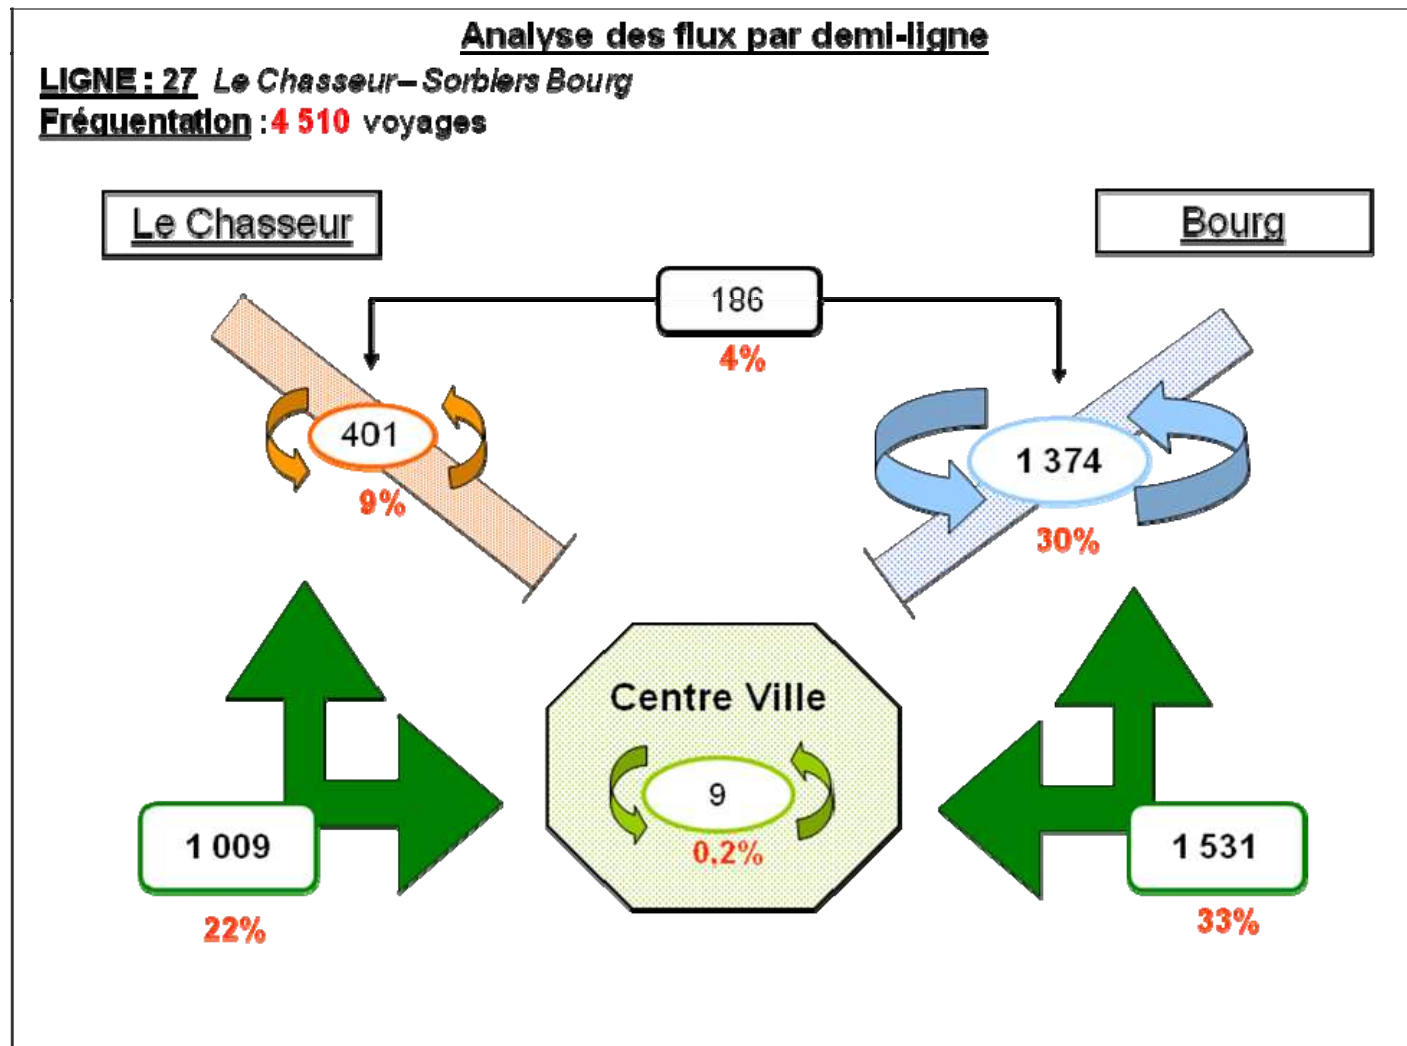 Analyse des flux par demi-ligne
LIGNE : 27 Le Chasseur – Sorbiers Bourg
Fréquentation : 4 510 voyages
Le Chasseur
Bourg
186
4%
401
9%
1 374
30%
Centre Ville
9
0,2%
1 009
22%
1 531
33%